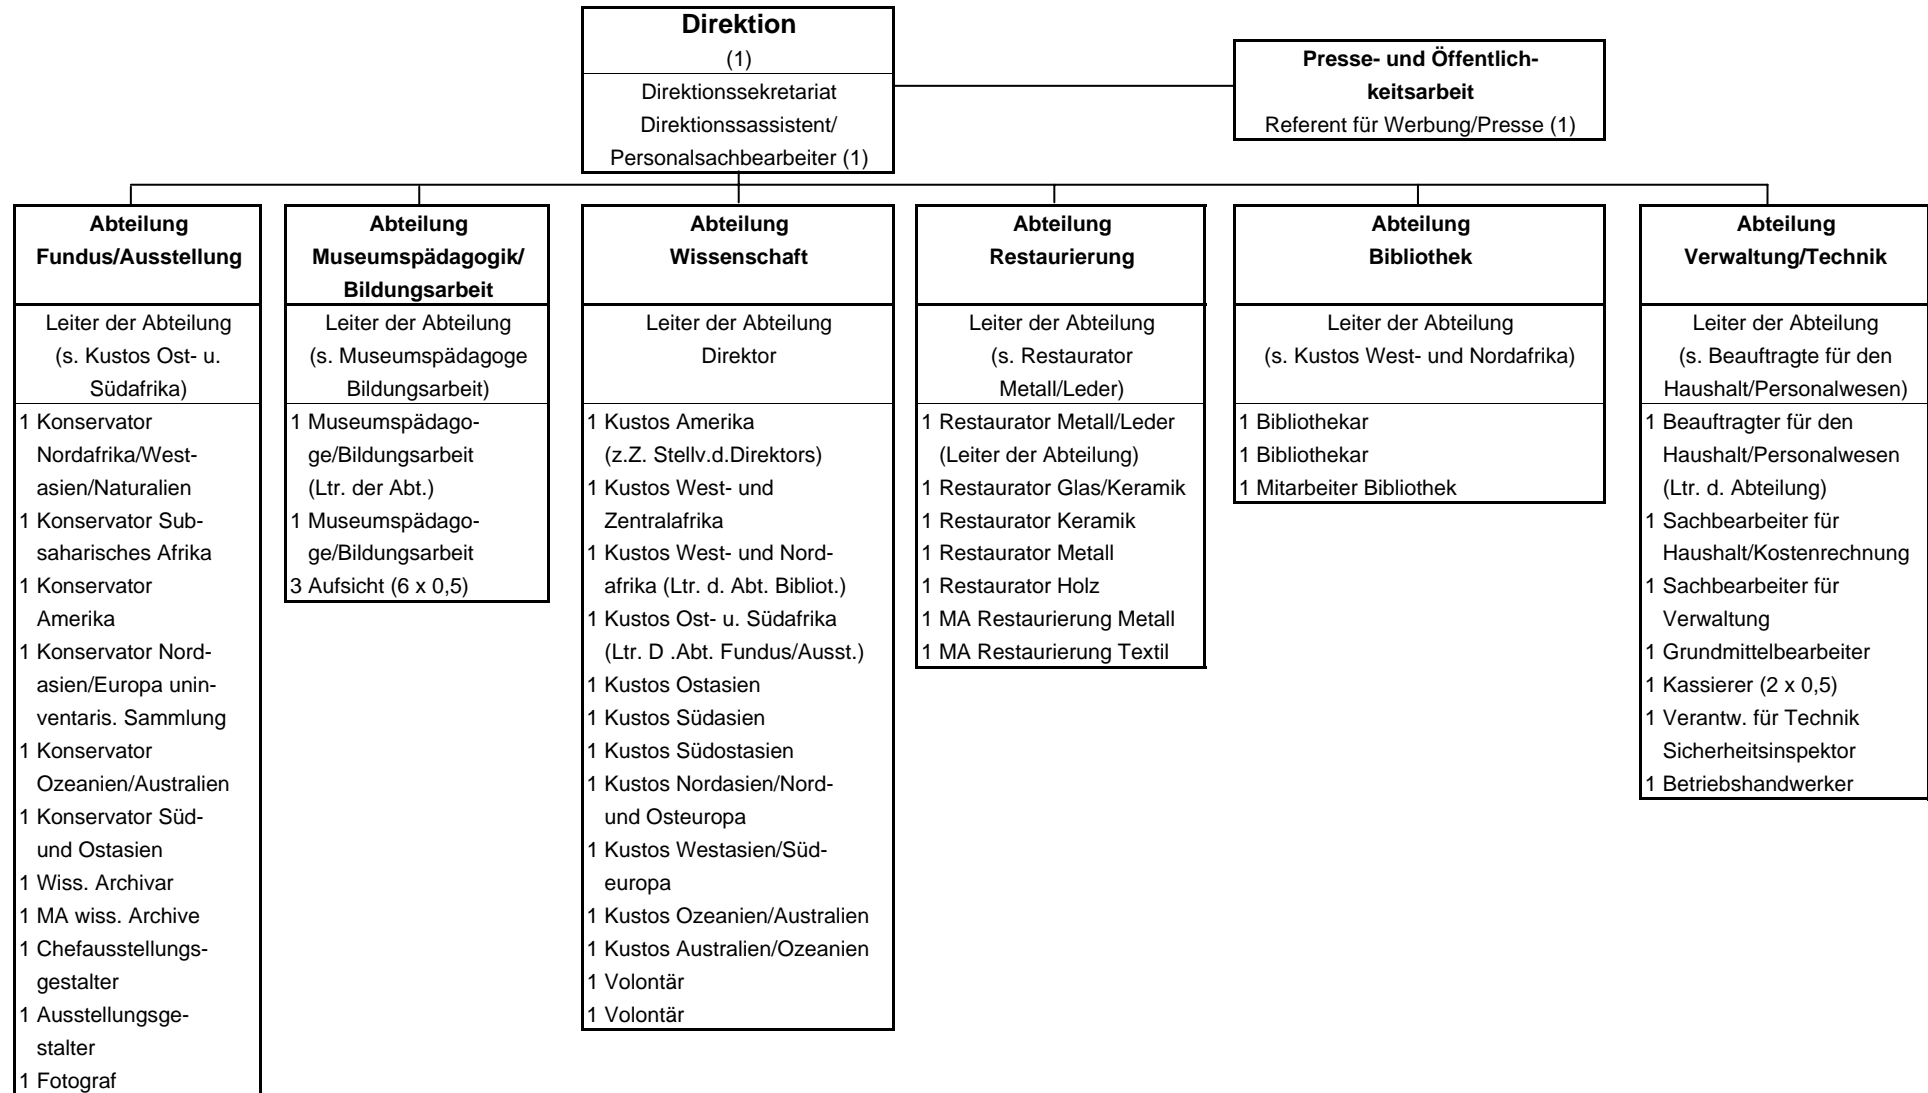 Direktion
(1)
Direktionssekretariat
Direktionssassistent/
Personalsachbearbeiter (1)
Presse- und Öffentlich-
keitsarbeit
Referent für Werbung/Presse (1)
Abteilung
Fundus/Ausstellung
Leiter der Abteilung
(s. Kustos Ost- u.
Südafrika)
1 Konservator
Nordafrika/West-
asien/Naturalien
1 Konservator Sub-
saharisches Afrika
1 Konservator
Amerika
1 Konservator Nord-
asien/Europa unin-
ventaris. Sammlung
1 Konservator
Ozeanien/Australien
1 Konservator Süd-
und Ostasien
1 Wiss. Archivar
1 MA wiss. Archive
1 Chefausstellungs-
gestalter
1 Ausstellungsge-
stalter
1 Fotograf
Abteilung
Museumspädagogik/
Bildungsarbeit
Leiter der Abteilung
(s. Museumspädagoge
Bildungsarbeit)
1 Museumspädago-
ge/Bildungsarbeit
(Ltr. der Abt.)
1 Museumspädago-
ge/Bildungsarbeit
3 Aufsicht (6 x 0,5)
Abteilung
Wissenschaft
Leiter der Abteilung
Direktor
1 Kustos Amerika
(z.Z. Stellv.d.Direktors)
1 Kustos West- und
Zentralafrika
1 Kustos West- und Nord-
afrika (Ltr. d. Abt. Bibliot.)
1 Kustos Ost- u. Südafrika
(Ltr. D .Abt. Fundus/Ausst.)
1 Kustos Ostasien
1 Kustos Südasien
1 Kustos Südostasien
1 Kustos Nordasien/Nord-
und Osteuropa
1 Kustos Westasien/Süd-
europa
1 Kustos Ozeanien/Australien
1 Kustos Australien/Ozeanien
1 Volontär
1 Volontär
Abteilung
Restaurierung
Leiter der Abteilung
(s. Restaurator
Metall/Leder)
1 Restaurator Metall/Leder
(Leiter der Abteilung)
1 Restaurator Glas/Keramik
1 Restaurator Keramik
1 Restaurator Metall
1 Restaurator Holz
1 MA Restaurierung Metall
1 MA Restaurierung Textil
Abteilung
Bibliothek
Leiter der Abteilung
(s. Kustos West- und Nordafrika)
1 Bibliothekar
1 Bibliothekar
1 Mitarbeiter Bibliothek
Abteilung
Verwaltung/Technik
Leiter der Abteilung
(s. Beauftragte für den
Haushalt/Personalwesen)
1 Beauftragter für den
Haushalt/Personalwesen
(Ltr. d. Abteilung)
1 Sachbearbeiter für
Haushalt/Kostenrechnung
1 Sachbearbeiter für
Verwaltung
1 Grundmittelbearbeiter
1 Kassierer (2 x 0,5)
1 Verantw. für Technik
Sicherheitsinspektor
1 Betriebshandwerker